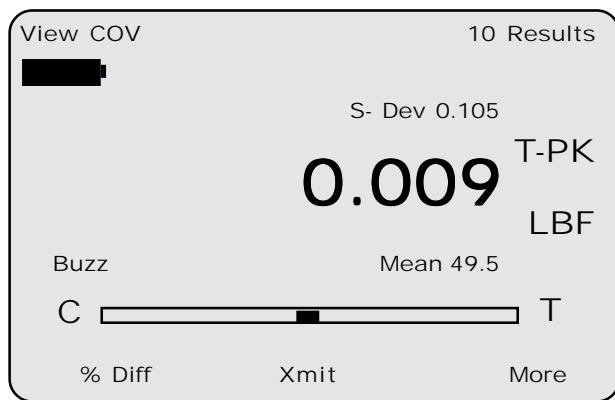 View COV 10 Results
S- Dev 0.105
T-PK
0.009
LBF
Buzz Mean 49.5
C T
% Diff Xmit More